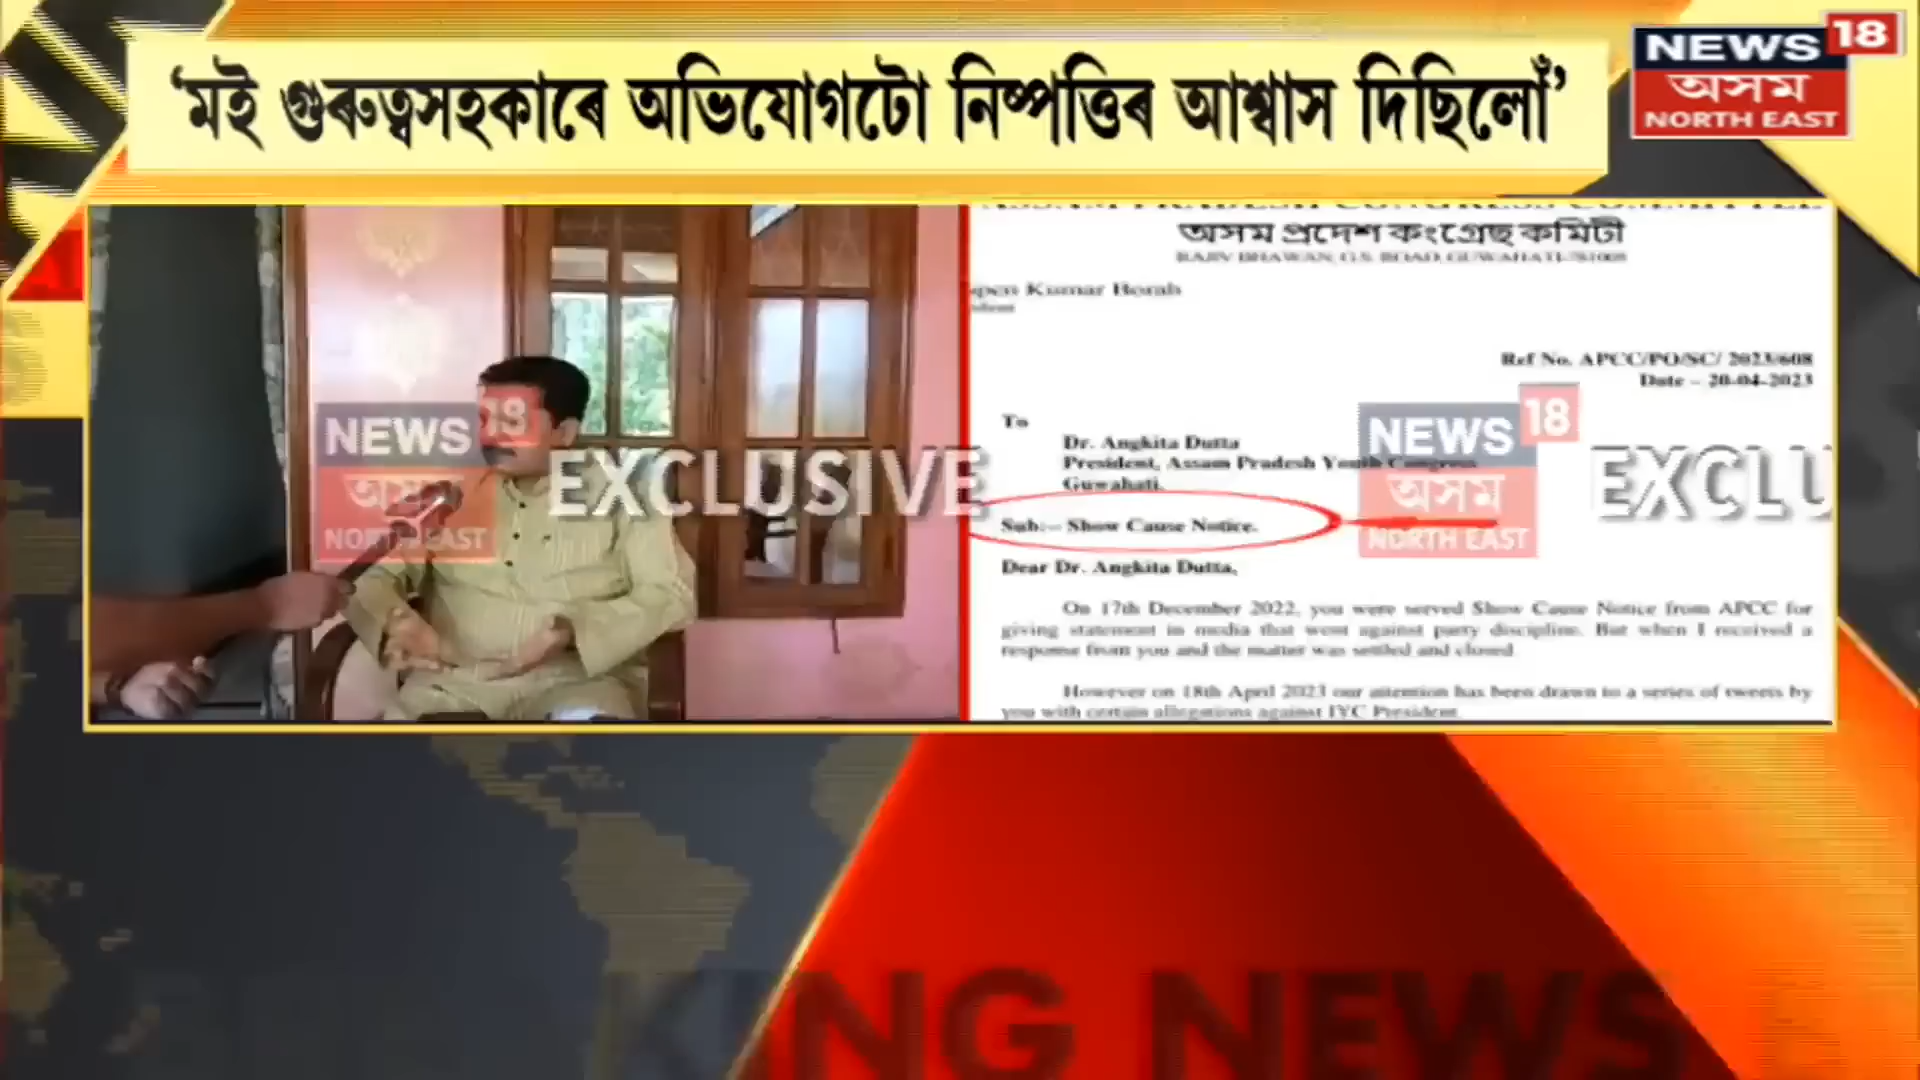 ‘মই গুৰুত্বসহকাৰে অভিযোগটো নিষ্পত্তিৰ আশ্বাস দিছিলোঁ’
NEWS 18
অসম
NORTH EAST
অসম প্ৰদেশ কংগ্ৰেছ কমিটী
RAJIV BHAWAN, G.S. ROAD, GUWAHATI-781005
Kumar Borah
Ref No. APCC/PO/SC/ 2023/608
Date – 20-04-2023
To
Dr. Angkita Dutta
President, Assam Pradesh Youth Congress
Guwahati.
Sub:– Show Cause Notice.
Dear Dr. Angkita Dutta,
On 17th December 2022, you were served Show Cause Notice from APCC for
giving statement in media that went against party discipline. But when I received a
response from you and the matter was settled and closed
However on 18th April 2023 our attention has been drawn to a series of tweets by
you with certain allegations against IYC President.
NEWS 18
অসম
NORTH EAST
EXCLUSIVE
NEWS 18
অসম
NORTH EAST
EXCLU
KING NEWS